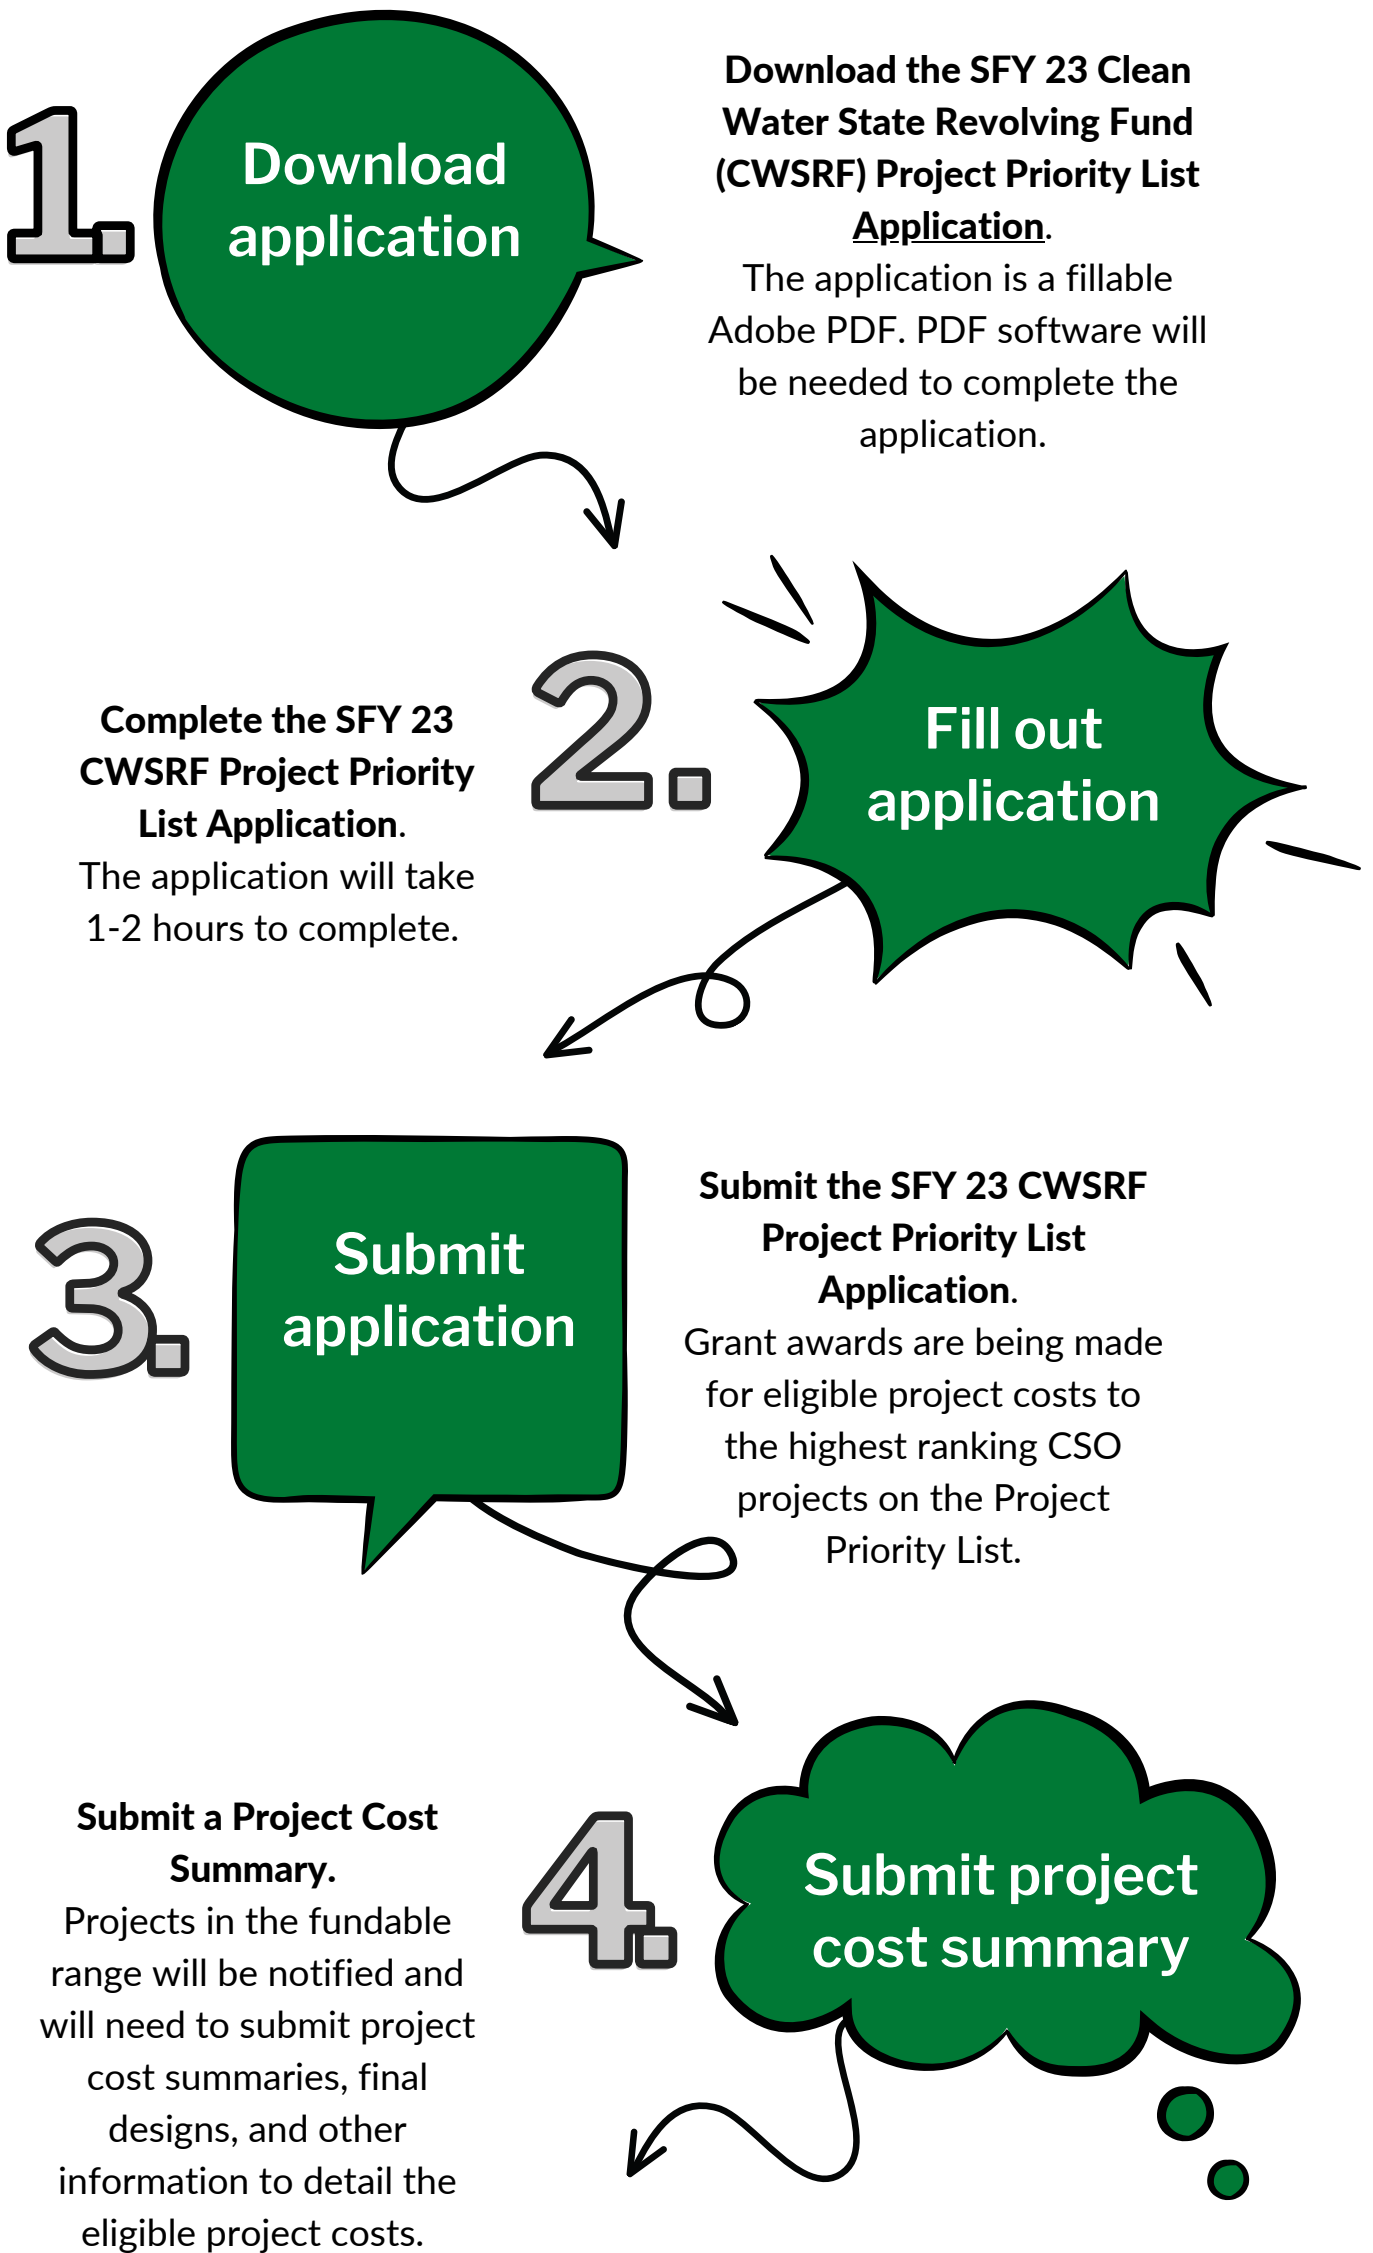 1.
Download
application
Download the SFY 23 Clean
Water State Revolving Fund
(CWSRF) Project Priority List
Application.
The application is a fillable
Adobe PDF. PDF software will
be needed to complete the
application.
2.
Fill out
application
Complete the SFY 23
CWSRF Project Priority
List Application.
The application will take
1-2 hours to complete.
3.
Submit
application
Submit the SFY 23 CWSRF
Project Priority List
Application.
Grant awards are being made
for eligible project costs to
the highest ranking CSO
projects on the Project
Priority List.
4.
Submit project
cost summary
Submit a Project Cost
Summary.
Projects in the fundable
range will be notified and
will need to submit project
cost summaries, final
designs, and other
information to detail the
eligible project costs.